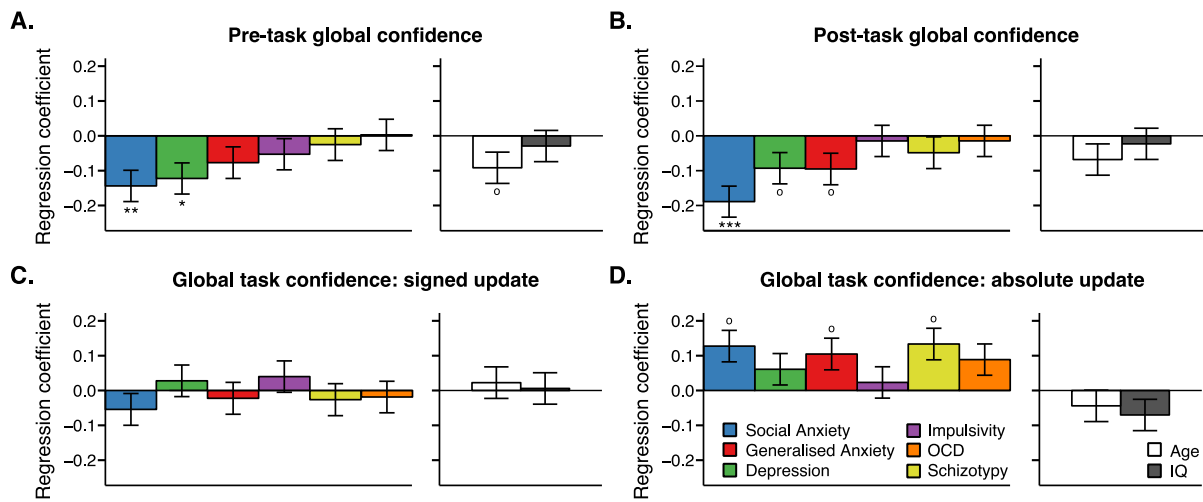 A.
Pre-task global confidence
Regression coefficient
0.2
0.1
0.0
−0.1
−0.2
**
*
o
B.
Post-task global confidence
Regression coefficient
0.2
0.1
0.0
−0.1
−0.2
***
o
o
C.
Global task confidence: signed update
Regression coefficient
0.2
0.1
0.0
−0.1
−0.2
D.
Global task confidence: absolute update
Regression coefficient
0.2
0.1
0.0
−0.1
−0.2
o
o
o
Social Anxiety
Generalised Anxiety
Depression
Impulsivity
OCD
Schizotypy
Age
IQ